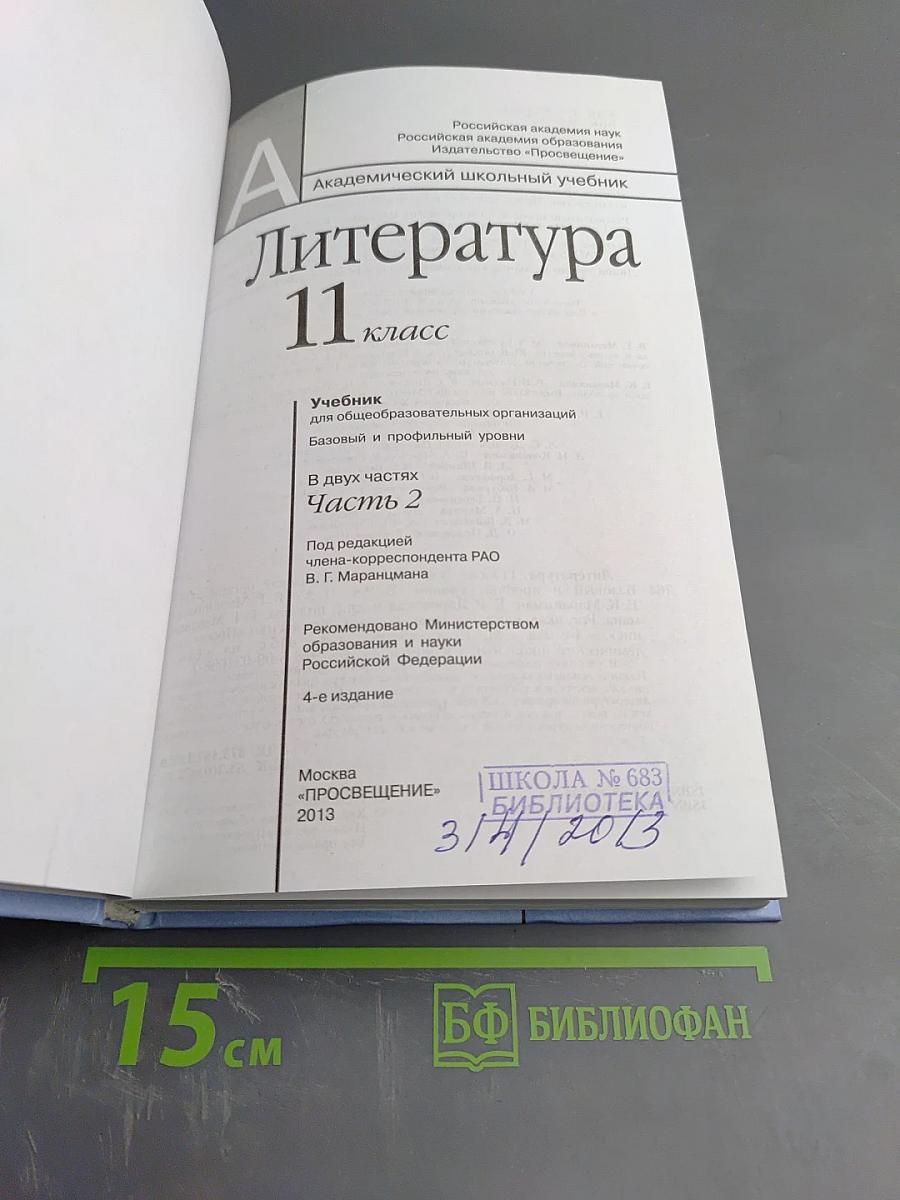 Российская академия наук
Российская академия образования
Издательство «Просвещение»
А
Академический школьный учебник
Литература
11 класс
Учебник
для общеобразовательных организаций
Базовый и профильный уровни
В двух частях
Часть 2
Под редакцией
члена-корреспондента РАО
В. Г. Маранцмана
Рекомендовано Министерством
образования и науки
Российской Федерации
4-е издание
Москва
«ПРОСВЕЩЕНИЕ»
2013
ШКОЛА № 683
БИБЛИОТЕКА
15 см
БФ БИБЛИОФАН